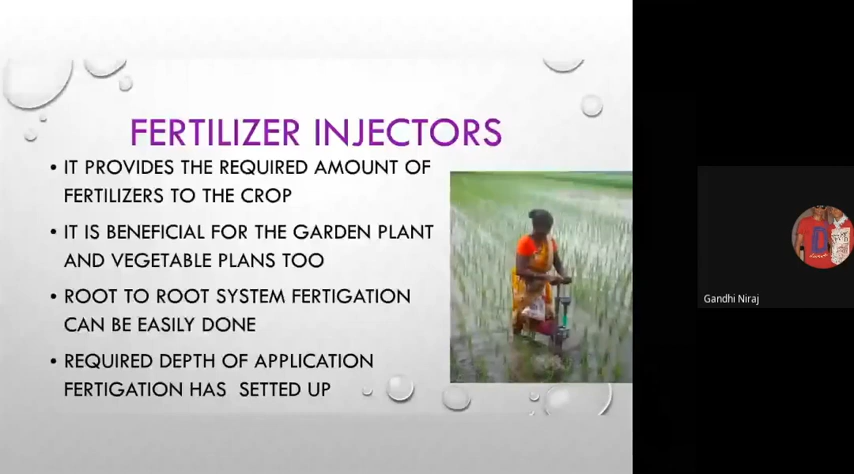 FERTILIZER INJECTORS
• IT PROVIDES THE REQUIRED AMOUNT OF
FERTILIZERS TO THE CROP
• IT IS BENEFICIAL FOR THE GARDEN PLANT
AND VEGETABLE PLANS TOO
• ROOT TO ROOT SYSTEM FERTIGATION
CAN BE EASILY DONE
• REQUIRED DEPTH OF APPLICATION
FERTIGATION HAS SETTED UP
Gandhi Niraj